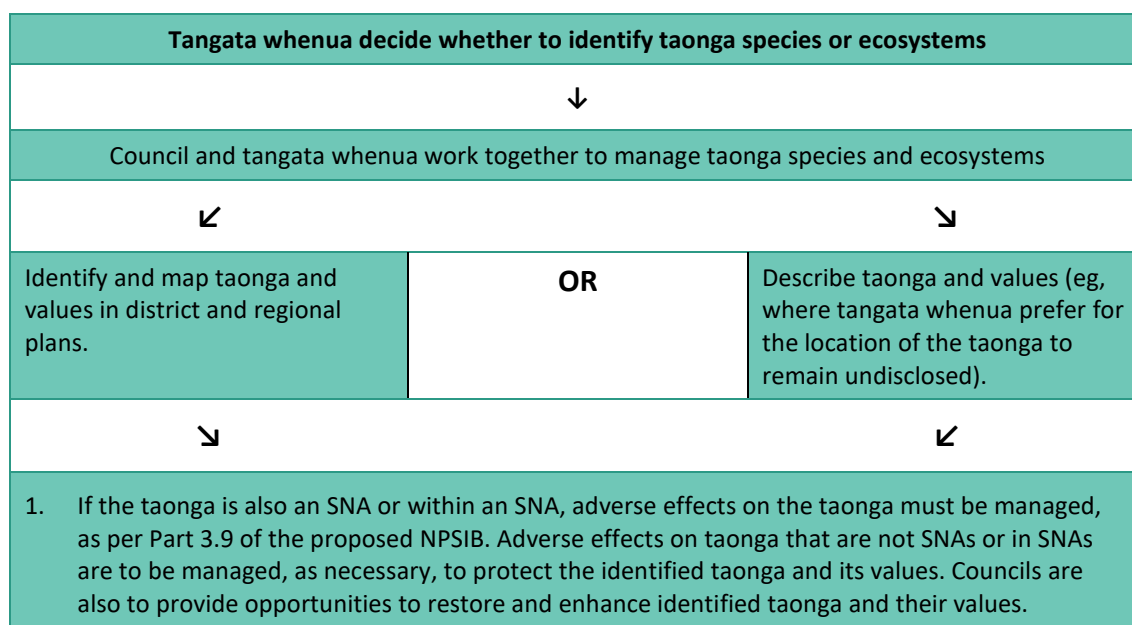 Tangata whenua decide whether to identify taonga species or ecosystems
↓
Council and tangata whenua work together to manage taonga species and ecosystems
↙ ↘
Identify and map taonga and
values in district and regional
plans.
OR
Describe taonga and values (eg,
where tangata whenua prefer for
the location of the taonga to
remain undisclosed).
↘ ↙
1. If the taonga is also an SNA or within an SNA, adverse effects on the taonga must be managed,
as per Part 3.9 of the proposed NPSIB. Adverse effects on taonga that are not SNAs or in SNAs
are to be managed, as necessary, to protect the identified taonga and its values. Councils are
also to provide opportunities to restore and enhance identified taonga and their values.